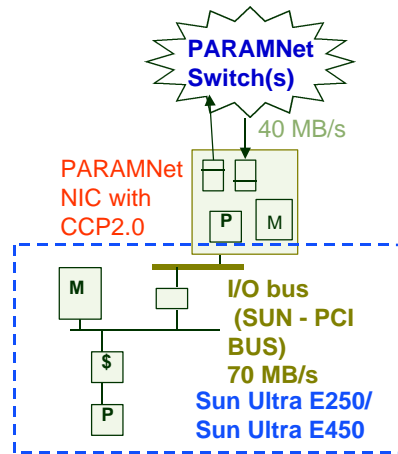 PARAMNet
Switch(s)
40 MB/s
PARAMNet
NIC with
CCP2.0
P
M
M
I/O bus
(SUN - PCI
BUS)
70 MB/s
$
P
Sun Ultra E250/
Sun Ultra E450